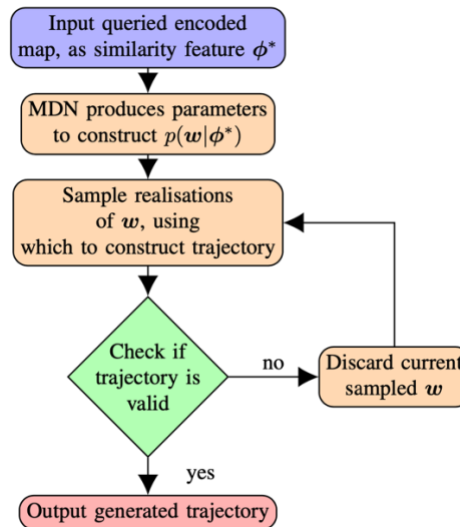 Input queried encoded
map, as similarity feature ϕ*
MDN produces parameters
to construct p(w|ϕ*)
Sample realisations
of w, using
which to construct trajectory
Check if
trajectory is
valid
no
Discard current
sampled w
yes
Output generated trajectory